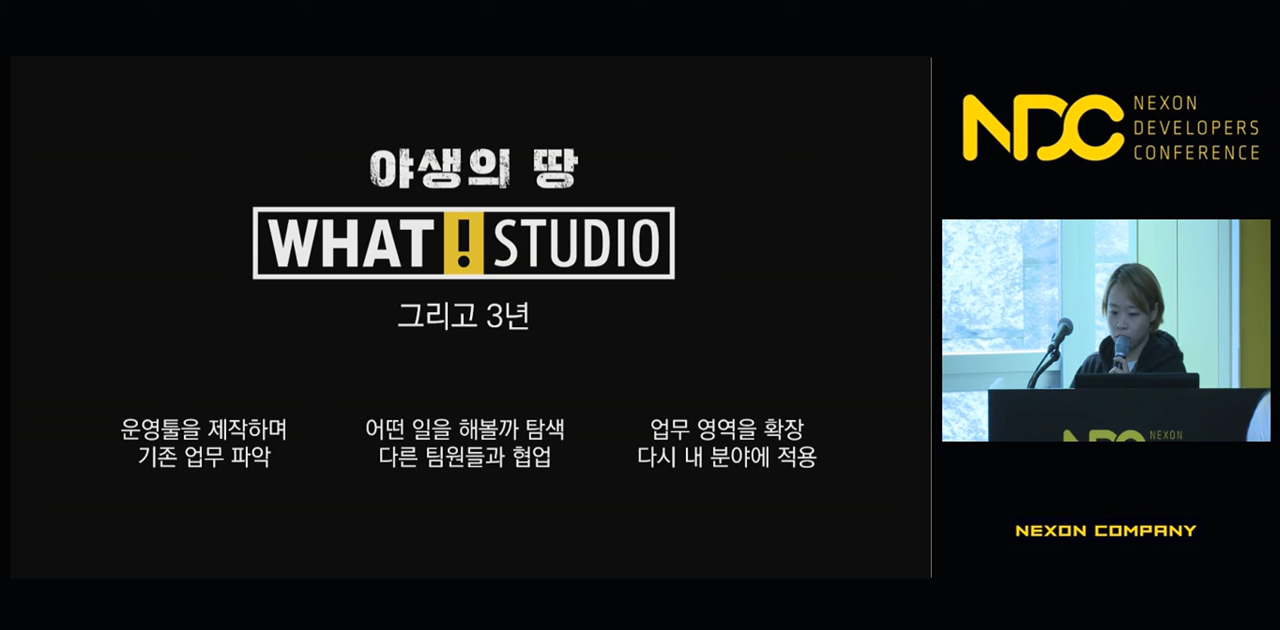 야생의 땅
WHAT! STUDIO
그리고 3년
운영툴을 제작하며
기존 업무 파악
어떤 일을 해볼까 탐색
다른 팀원들과 협업
업무 영역을 확장
다시 내 분야에 적용
NDC
NEXON
DEVELOPERS
CONFERENCE
NDC
NEXON
NEXON COMPANY